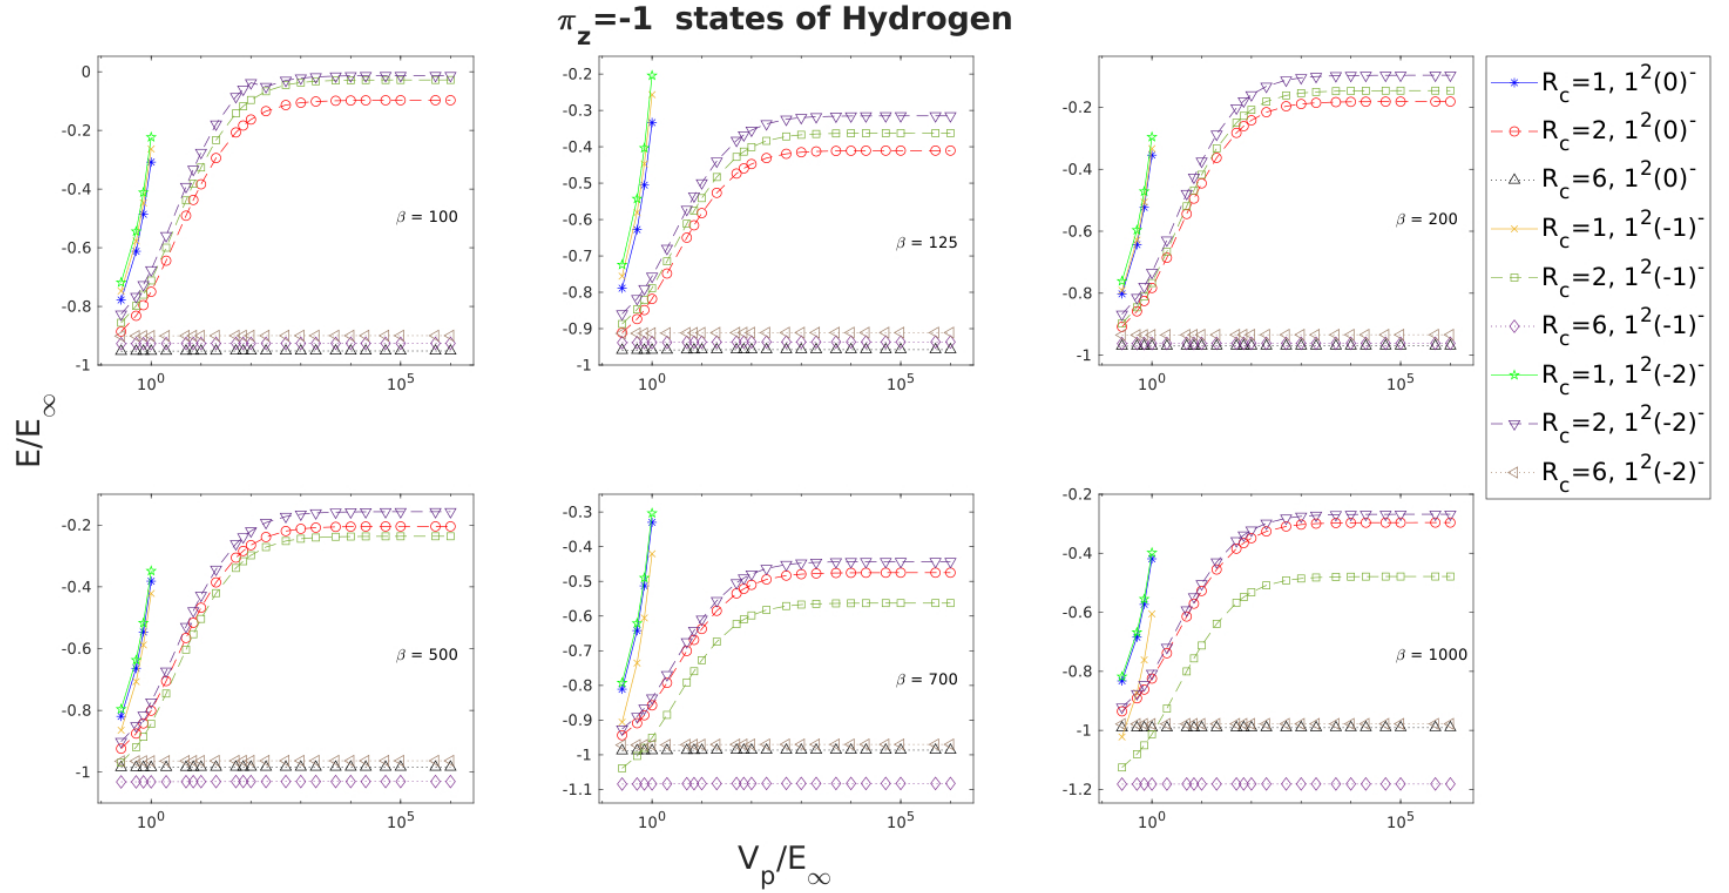 π_z=-1 states of Hydrogen
0
-0.2
-0.4
-0.6
-0.8
-1
10^0
10^5
β = 100
-0.2
-0.3
-0.4
-0.5
-0.6
-0.7
-0.8
-0.9
-1
10^0
10^5
β = 125
-0.2
-0.4
-0.6
-0.8
-1
10^0
10^5
β = 200
R_c=1, 1^2(0)^-
R_c=2, 1^2(0)^-
R_c=6, 1^2(0)^-
R_c=1, 1^2(-1)^-
R_c=2, 1^2(-1)^-
R_c=6, 1^2(-1)^-
R_c=1, 1^2(-2)^-
R_c=2, 1^2(-2)^-
R_c=6, 1^2(-2)^-
E/E_∞
-0.2
-0.4
-0.6
-0.8
-1
10^0
10^5
β = 500
-0.3
-0.4
-0.5
-0.6
-0.7
-0.8
-0.9
-1
-1.1
10^0
10^5
β = 700
-0.2
-0.4
-0.6
-0.8
-1
-1.2
10^0
10^5
β = 1000
V_p/E_∞